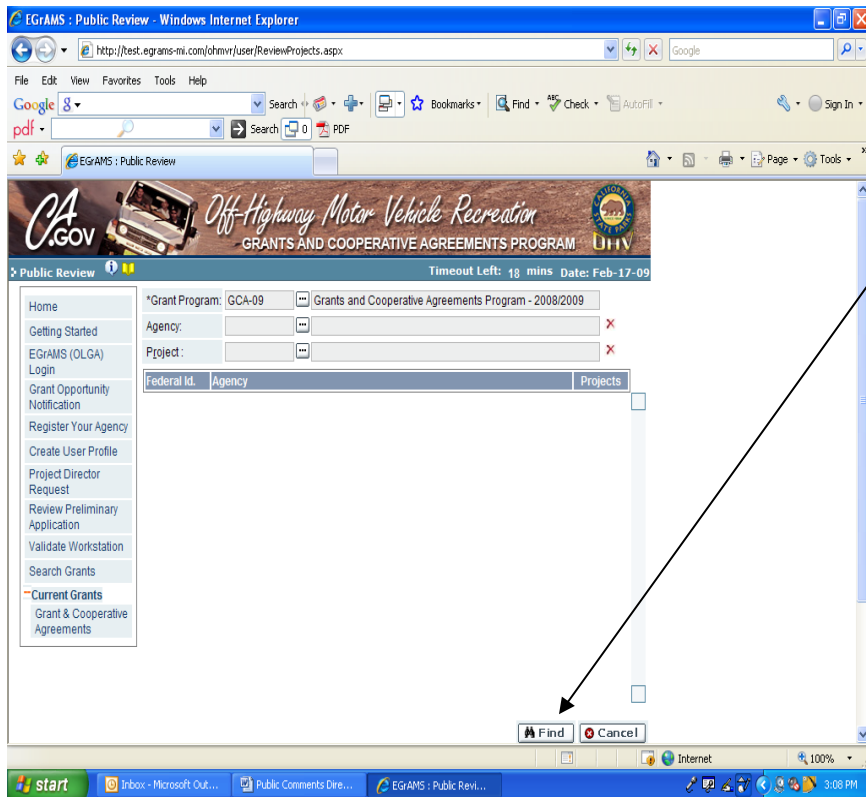 EGrAMS : Public Review - Windows Internet Explorer
http://test.egrams-mi.com/ohmvr/user/ReviewProjects.aspx
Google
File Edit View Favorites Tools Help
Google Search Bookmarks Find Check AutoFill Sign In
pdf Search 0 PDF
EGrAMS : Public Review Page Tools
CA.GOV Off-Highway Motor Vehicle Recreation
GRANTS AND COOPERATIVE AGREEMENTS PROGRAM
CALIFORNIA STATE PARKS OHV
Public Review Timeout Left: 18 mins Date: Feb-17-09
Home
Getting Started
EGrAMS (OLGA)
Login
Grant Opportunity
Notification
Register Your Agency
Create User Profile
Project Director
Request
Review Preliminary
Application
Validate Workstation
Search Grants
Current Grants
Grant & Cooperative
Agreements
*Grant Program: GCA-09 ... Grants and Cooperative Agreements Program - 2008/2009
Agency: ...
Project : ...
Federal Id. Agency Projects
Find Cancel
Internet 100%
start Inbox - Microsoft Out... Public Comments Dire... EGrAMS : Public Revi... 3:08 PM